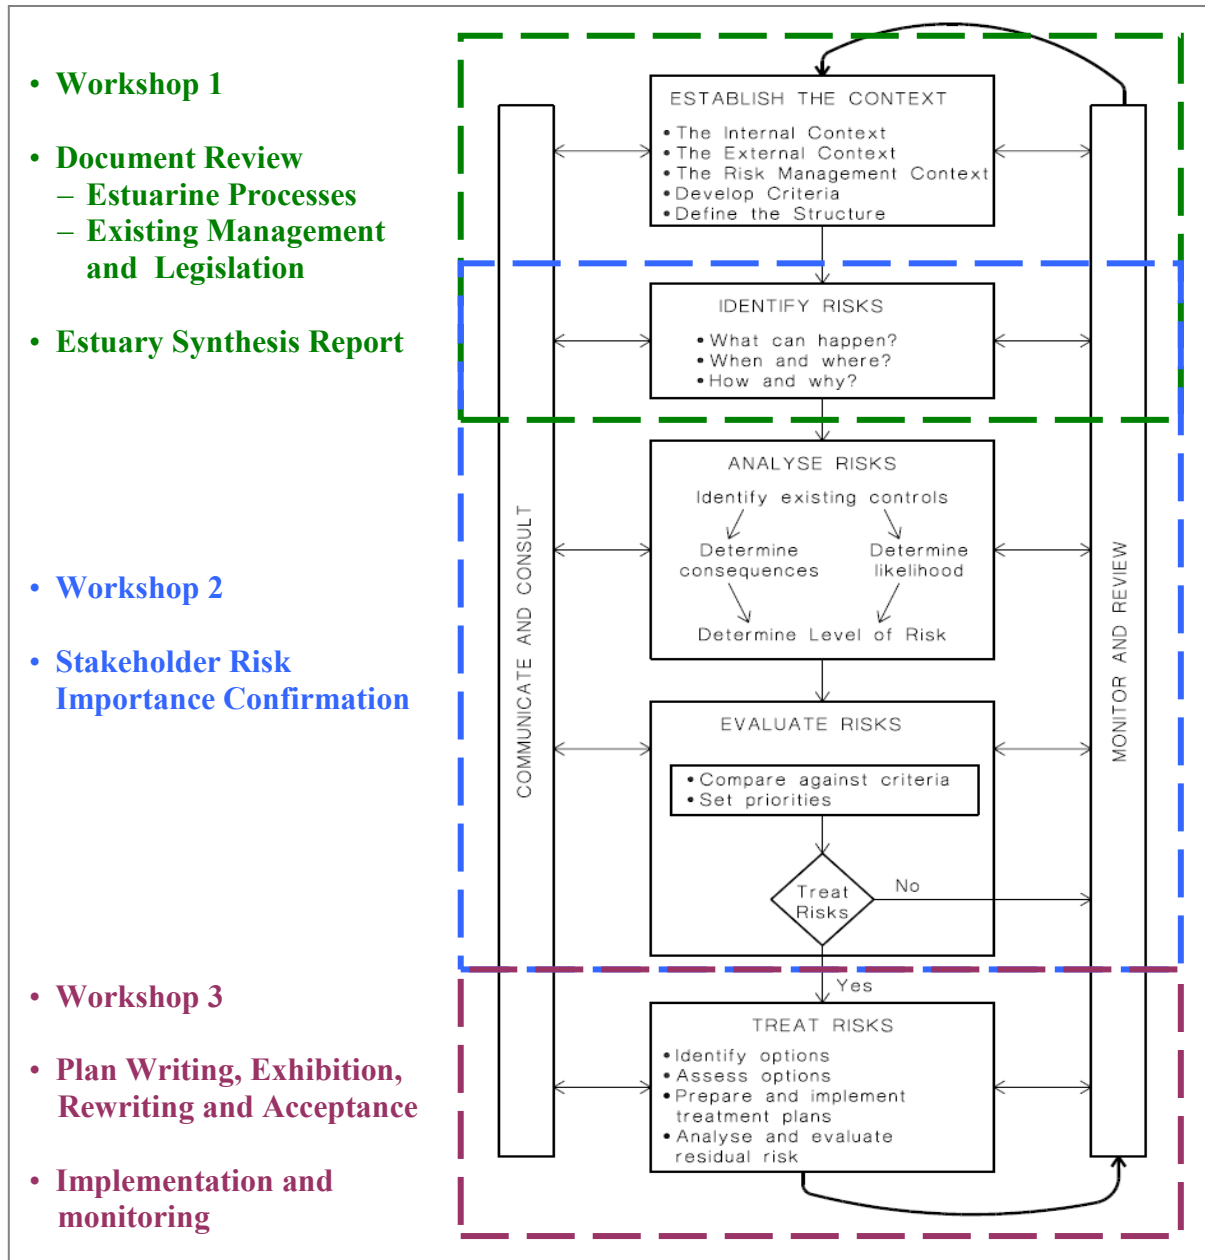 • Workshop 1
• Document Review
– Estuarine Processes
– Existing Management
and Legislation
• Estuary Synthesis Report
• Workshop 2
• Stakeholder Risk
Importance Confirmation
• Workshop 3
• Plan Writing, Exhibition,
Rewriting and Acceptance
• Implementation and
monitoring
COMMUNICATE AND CONSULT
ESTABLISH THE CONTEXT
• The Internal Context
• The External Context
• The Risk Management Context
• Develop Criteria
• Define the Structure
IDENTIFY RISKS
• What can happen?
• When and where?
• How and why?
ANALYSE RISKS
Identify existing controls
Determine
consequences
Determine
likelihood
Determine Level of Risk
EVALUATE RISKS
• Compare against criteria
• Set priorities
Treat
Risks
No
Yes
TREAT RISKS
• Identify options
• Assess options
• Prepare and implement
treatment plans
• Analyse and evaluate
residual risk
MONITOR AND REVIEW